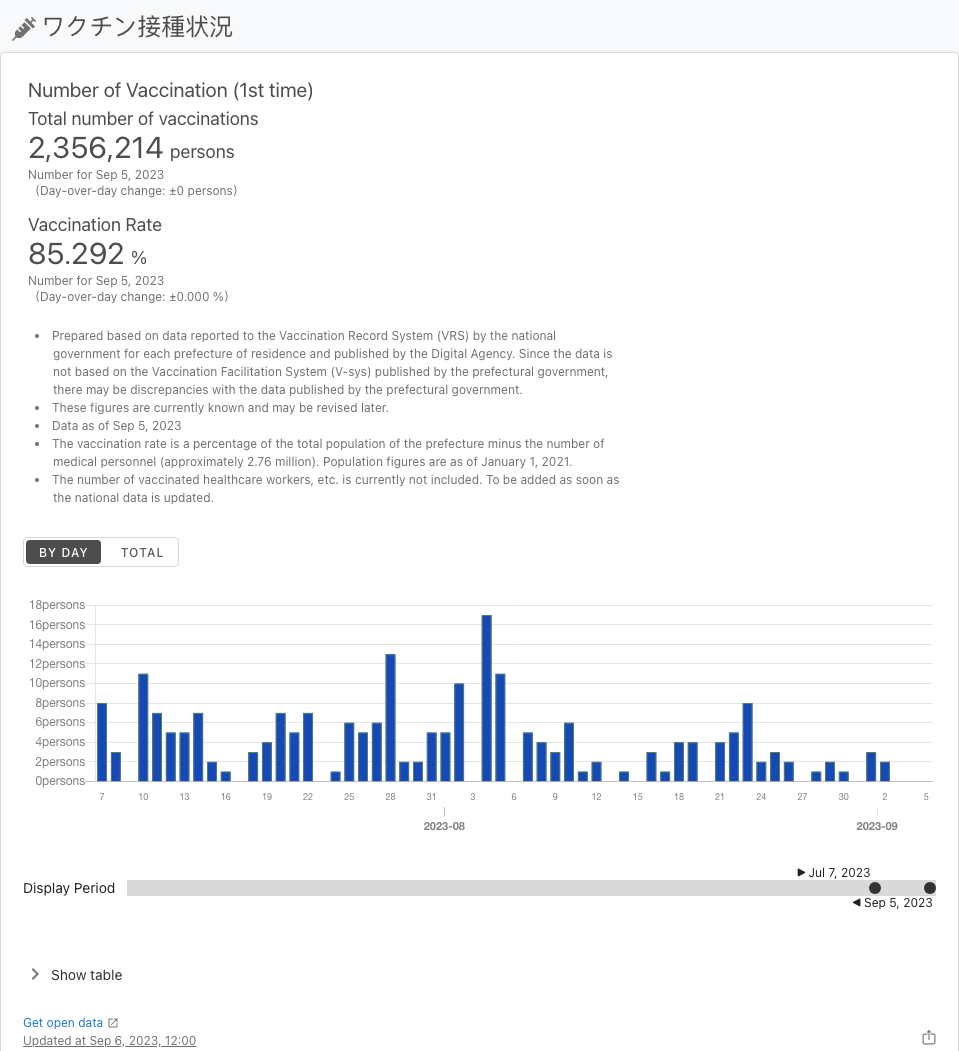 ワクチン接種状況
Number of Vaccination (1st time)
Total number of vaccinations
2,356,214 persons
Number for Sep 5, 2023
(Day-over-day change: ±0 persons)
Vaccination Rate
85.292 %
Number for Sep 5, 2023
(Day-over-day change: ±0.000 %)
• Prepared based on data reported to the Vaccination Record System (VRS) by the national
government for each prefecture of residence and published by the Digital Agency. Since the data is
not based on the Vaccination Facilitation System (V-sys) published by the prefectural government,
there may be discrepancies with the data published by the prefectural government.
• These figures are currently known and may be revised later.
• Data as of Sep 5, 2023
• The vaccination rate is a percentage of the total population of the prefecture minus the number of
medical personnel (approximately 2.76 million). Population figures are as of January 1, 2021.
• The number of vaccinated healthcare workers, etc. is currently not included. To be added as soon as
the national data is updated.
BY DAY TOTAL
18persons
16persons
14persons
12persons
10persons
8persons
6persons
4persons
2persons
0persons
7 10 13 16 19 22 25 28 31 3 6 9 12 15 18 21 24 27 30 2 5
2023-08 2023-09
Jul 7, 2023
Display Period
Sep 5, 2023
Show table
Get open data
Updated at Sep 6, 2023, 12:00